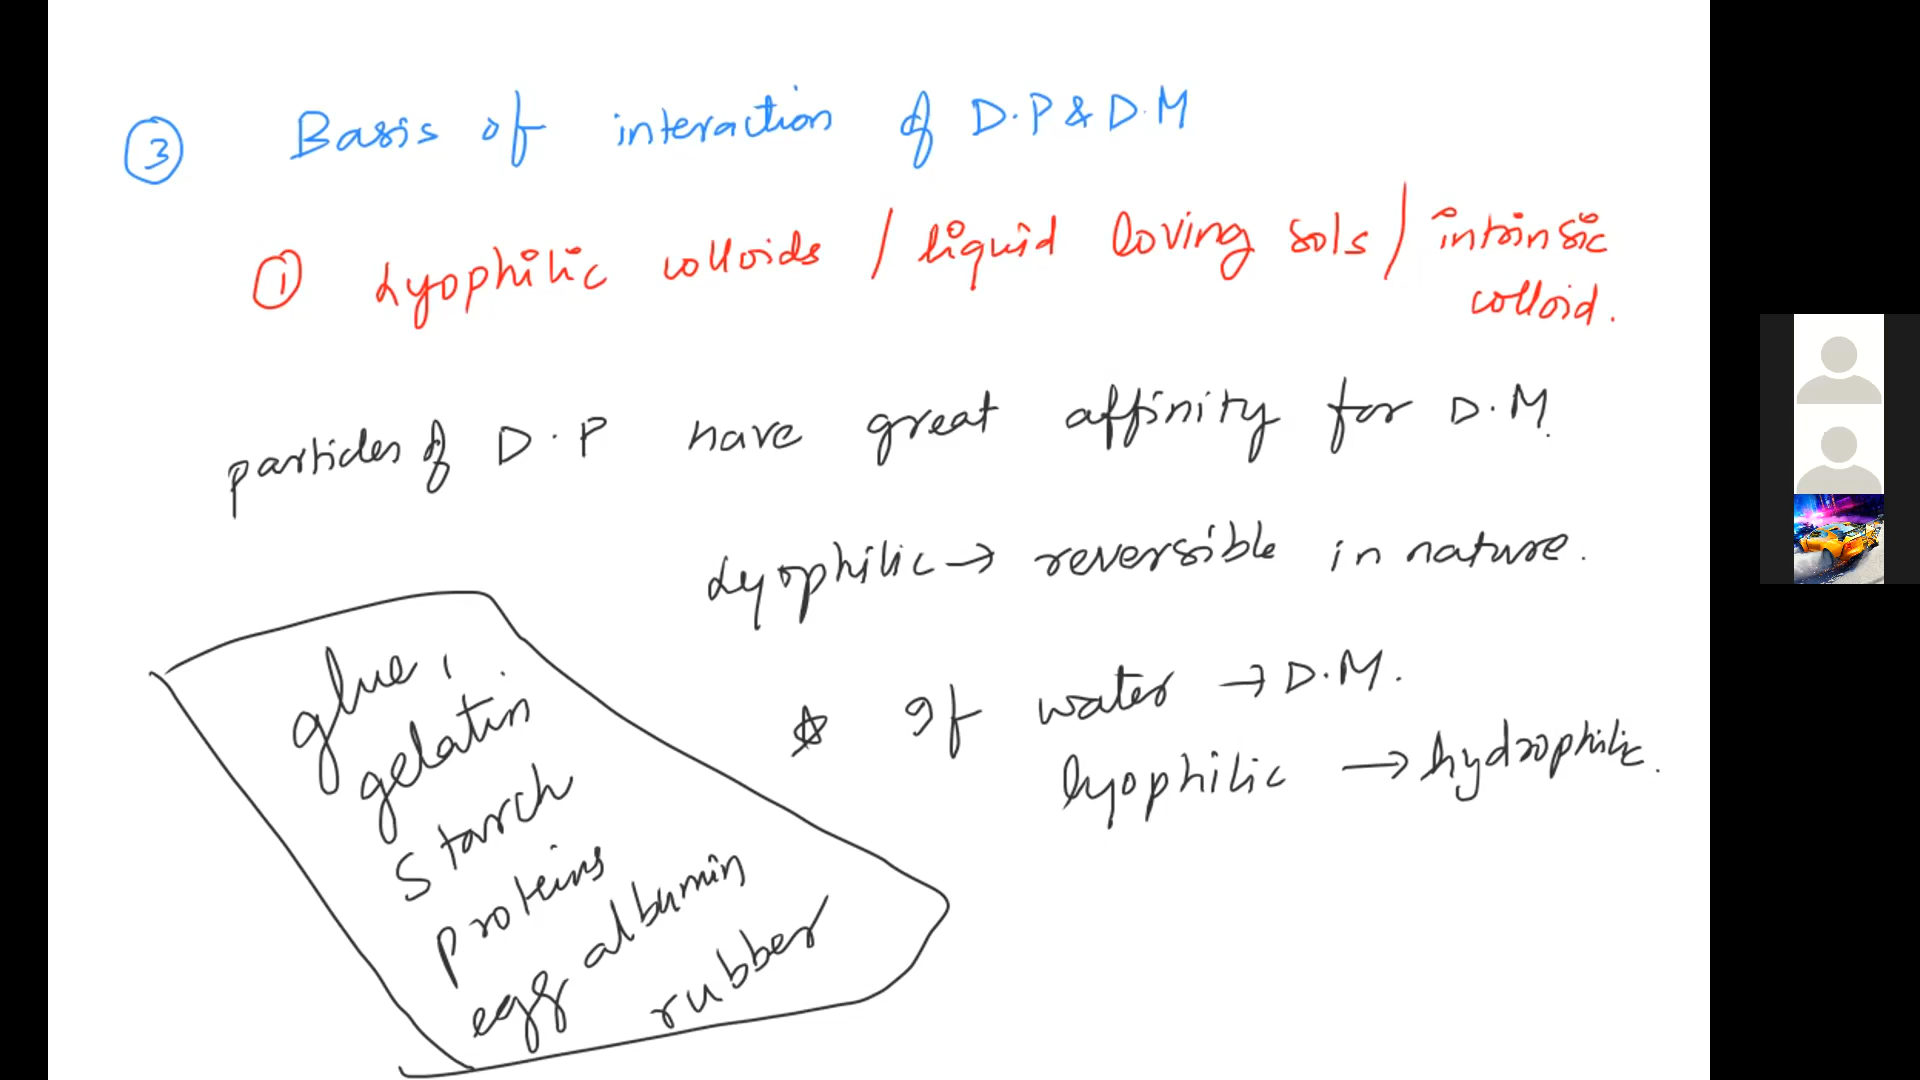 3 Basis of interaction of D.P & D.M
1 Lyophilic colloids / liquid loving sols / intrinsic
colloid.
particles of D.P have great affinity for D.M.
Lyophilic → reversible in nature.
If water → D.M.
lyophilic → hydrophilic.
glue,
gelatin
Starch
proteins
egg albumin
rubber